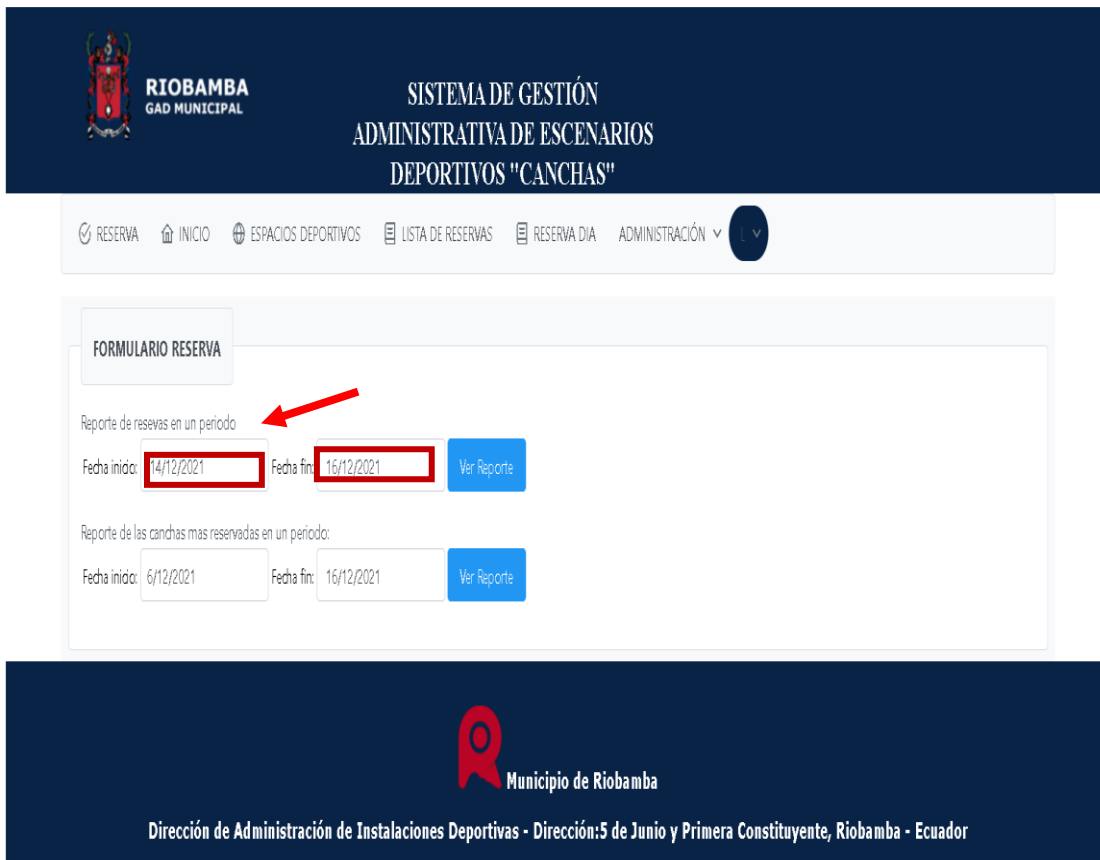 RIOBAMBA
GAD MUNICIPAL
SISTEMA DE GESTIÓN
ADMINISTRATIVA DE ESCENARIOS
DEPORTIVOS "CANCHAS"
RESERVA INICIO ESPACIOS DEPORTIVOS LISTA DE RESERVAS RESERVA DIA ADMINISTRACIÓN L
FORMULARIO RESERVA
Reporte de resevas en un periodo
Fecha inicio: 14/12/2021 Fecha fin: 16/12/2021 Ver Reporte
Reporte de las canchas mas reservadas en un periodo:
Fecha inicio: 6/12/2021 Fecha fin: 16/12/2021 Ver Reporte
Municipio de Riobamba
Dirección de Administración de Instalaciones Deportivas - Dirección:5 de Junio y Primera Constituyente, Riobamba - Ecuador